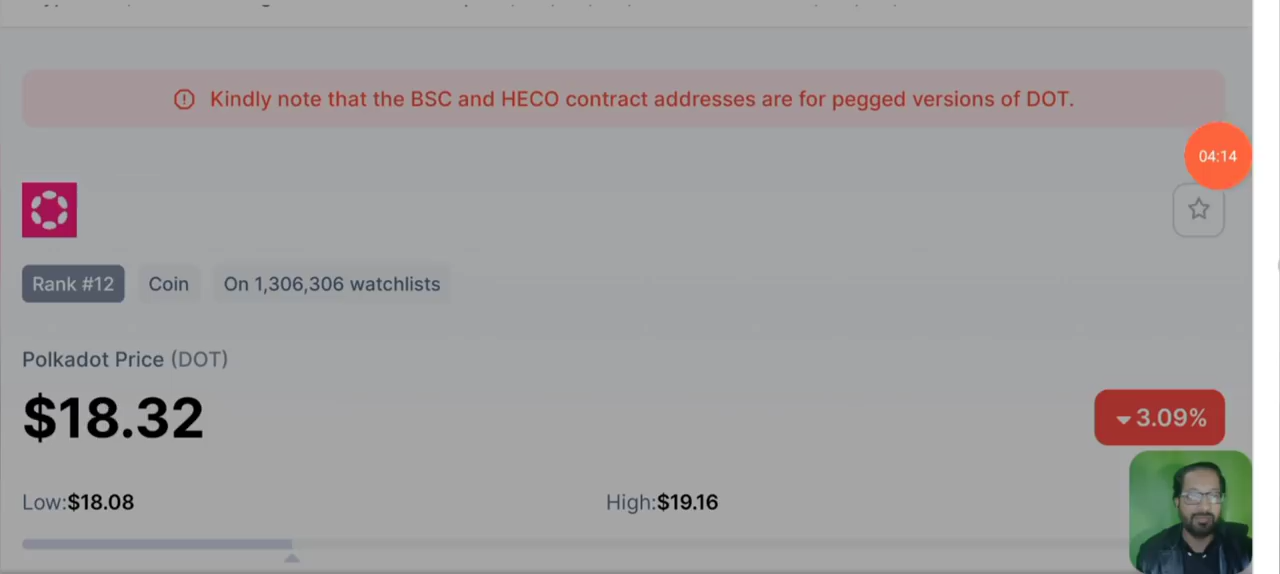 Kindly note that the BSC and HECO contract addresses are for pegged versions of DOT.
04:14
Rank #12 Coin On 1,306,306 watchlists
Polkadot Price (DOT)
$18.32 3.09%
Low:$18.08 High:$19.16